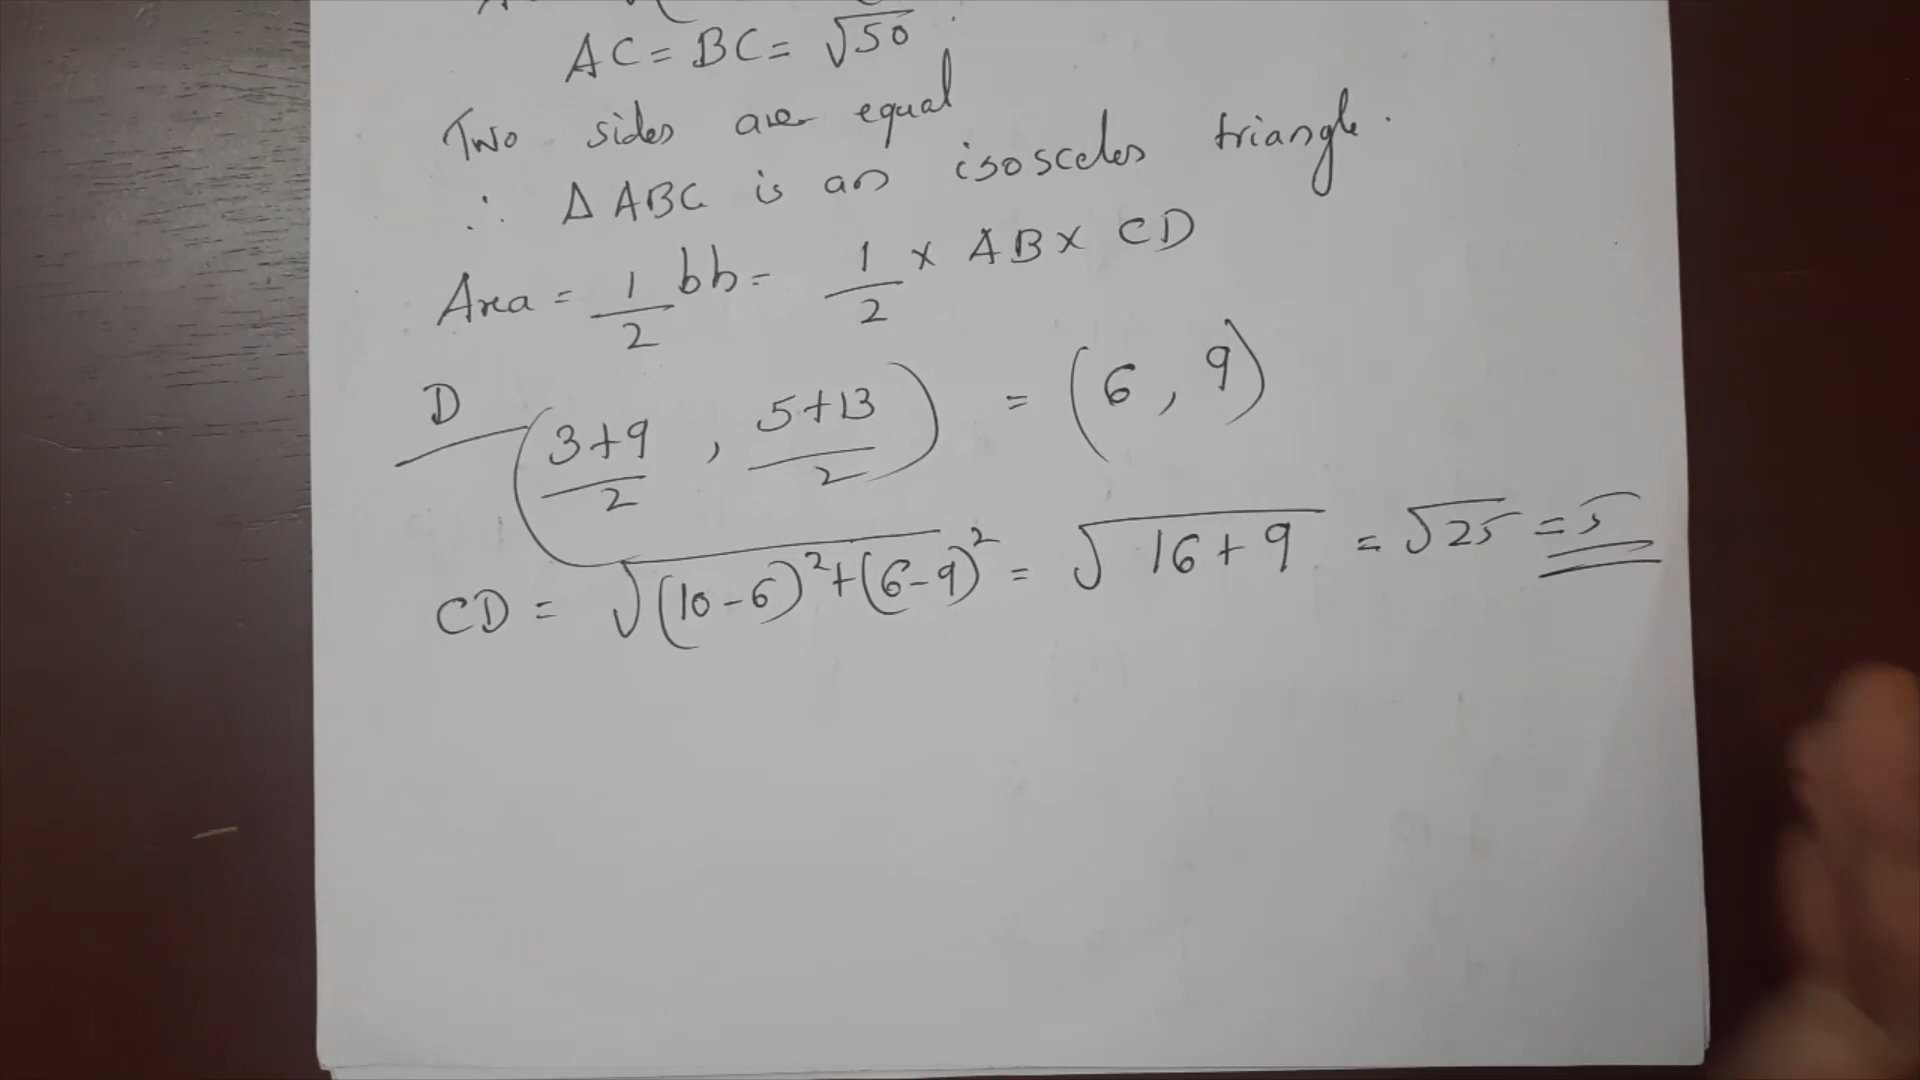 AC = BC = √50
Two sides are equal
∴ Δ ABC is an isosceles triangle.
Area = 1/2 bh = 1/2 × AB × CD
D (3+9/2 , 5+13/2) = (6, 9)
CD = √(10-6)²+(6-9)² = √16+9 = √25 = 5